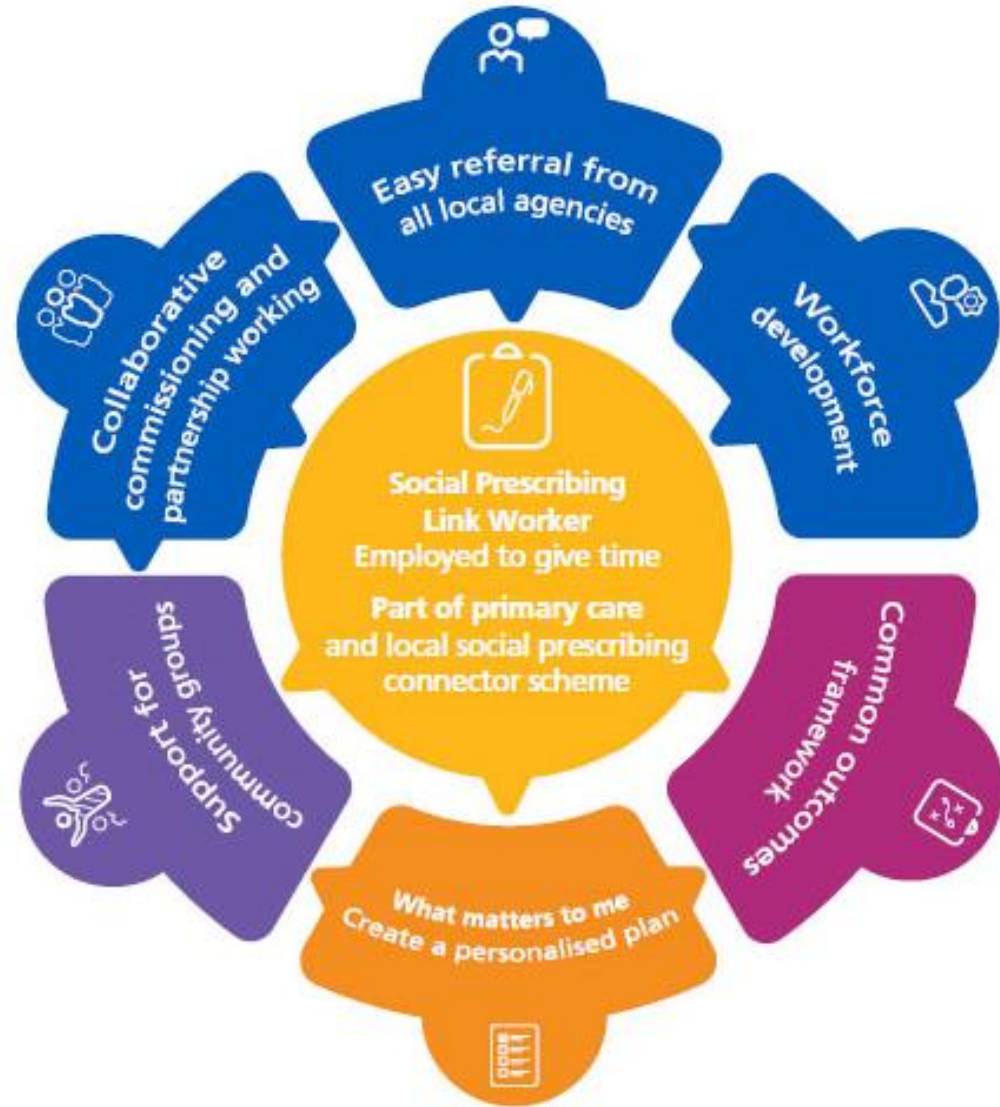 Easy referral from
all local agencies
Workforce
development
Common outcomes
framework
What matters to me
Create a personalised plan
Support for
community groups
Collaborative
commissioning and
partnership working
Social Prescribing
Link Worker
Employed to give time
Part of primary care
and local social prescribing
connector scheme